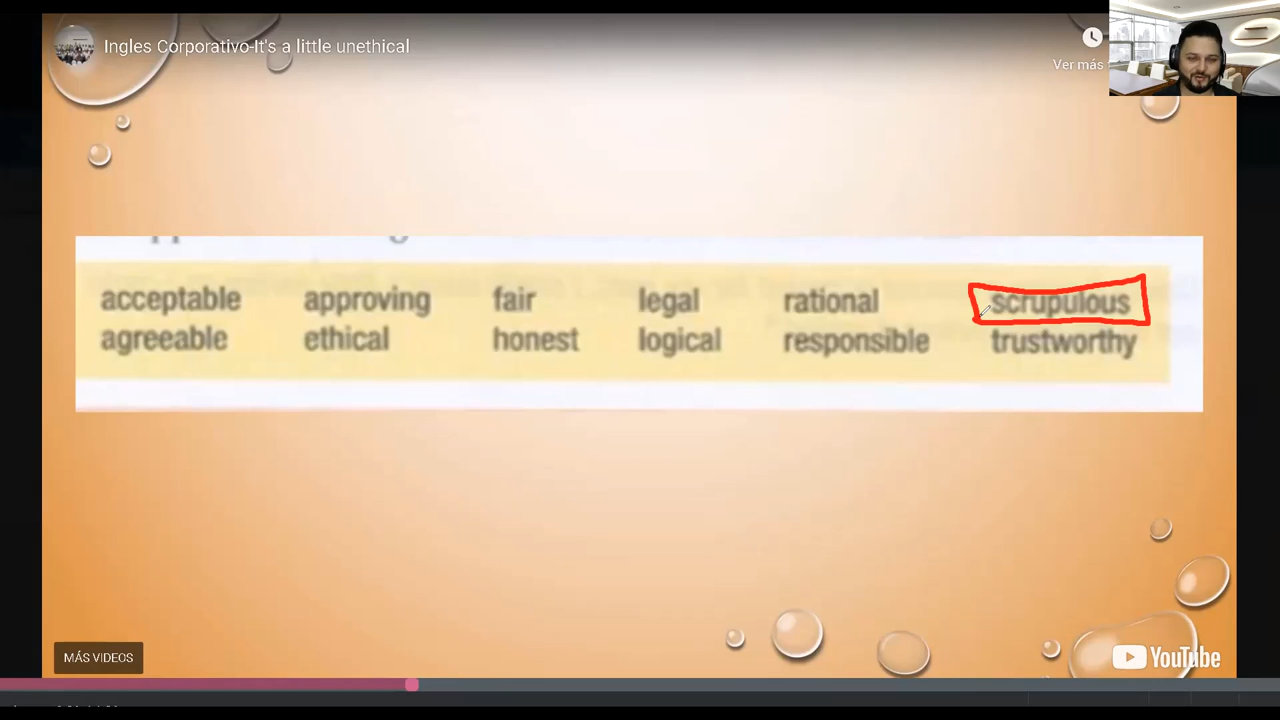 Ingles Corporativo-It's a little unethical
Ver más
acceptable approving fair legal rational scrupulous
agreeable ethical honest logical responsible trustworthy
MÁS VIDEOS
YouTube